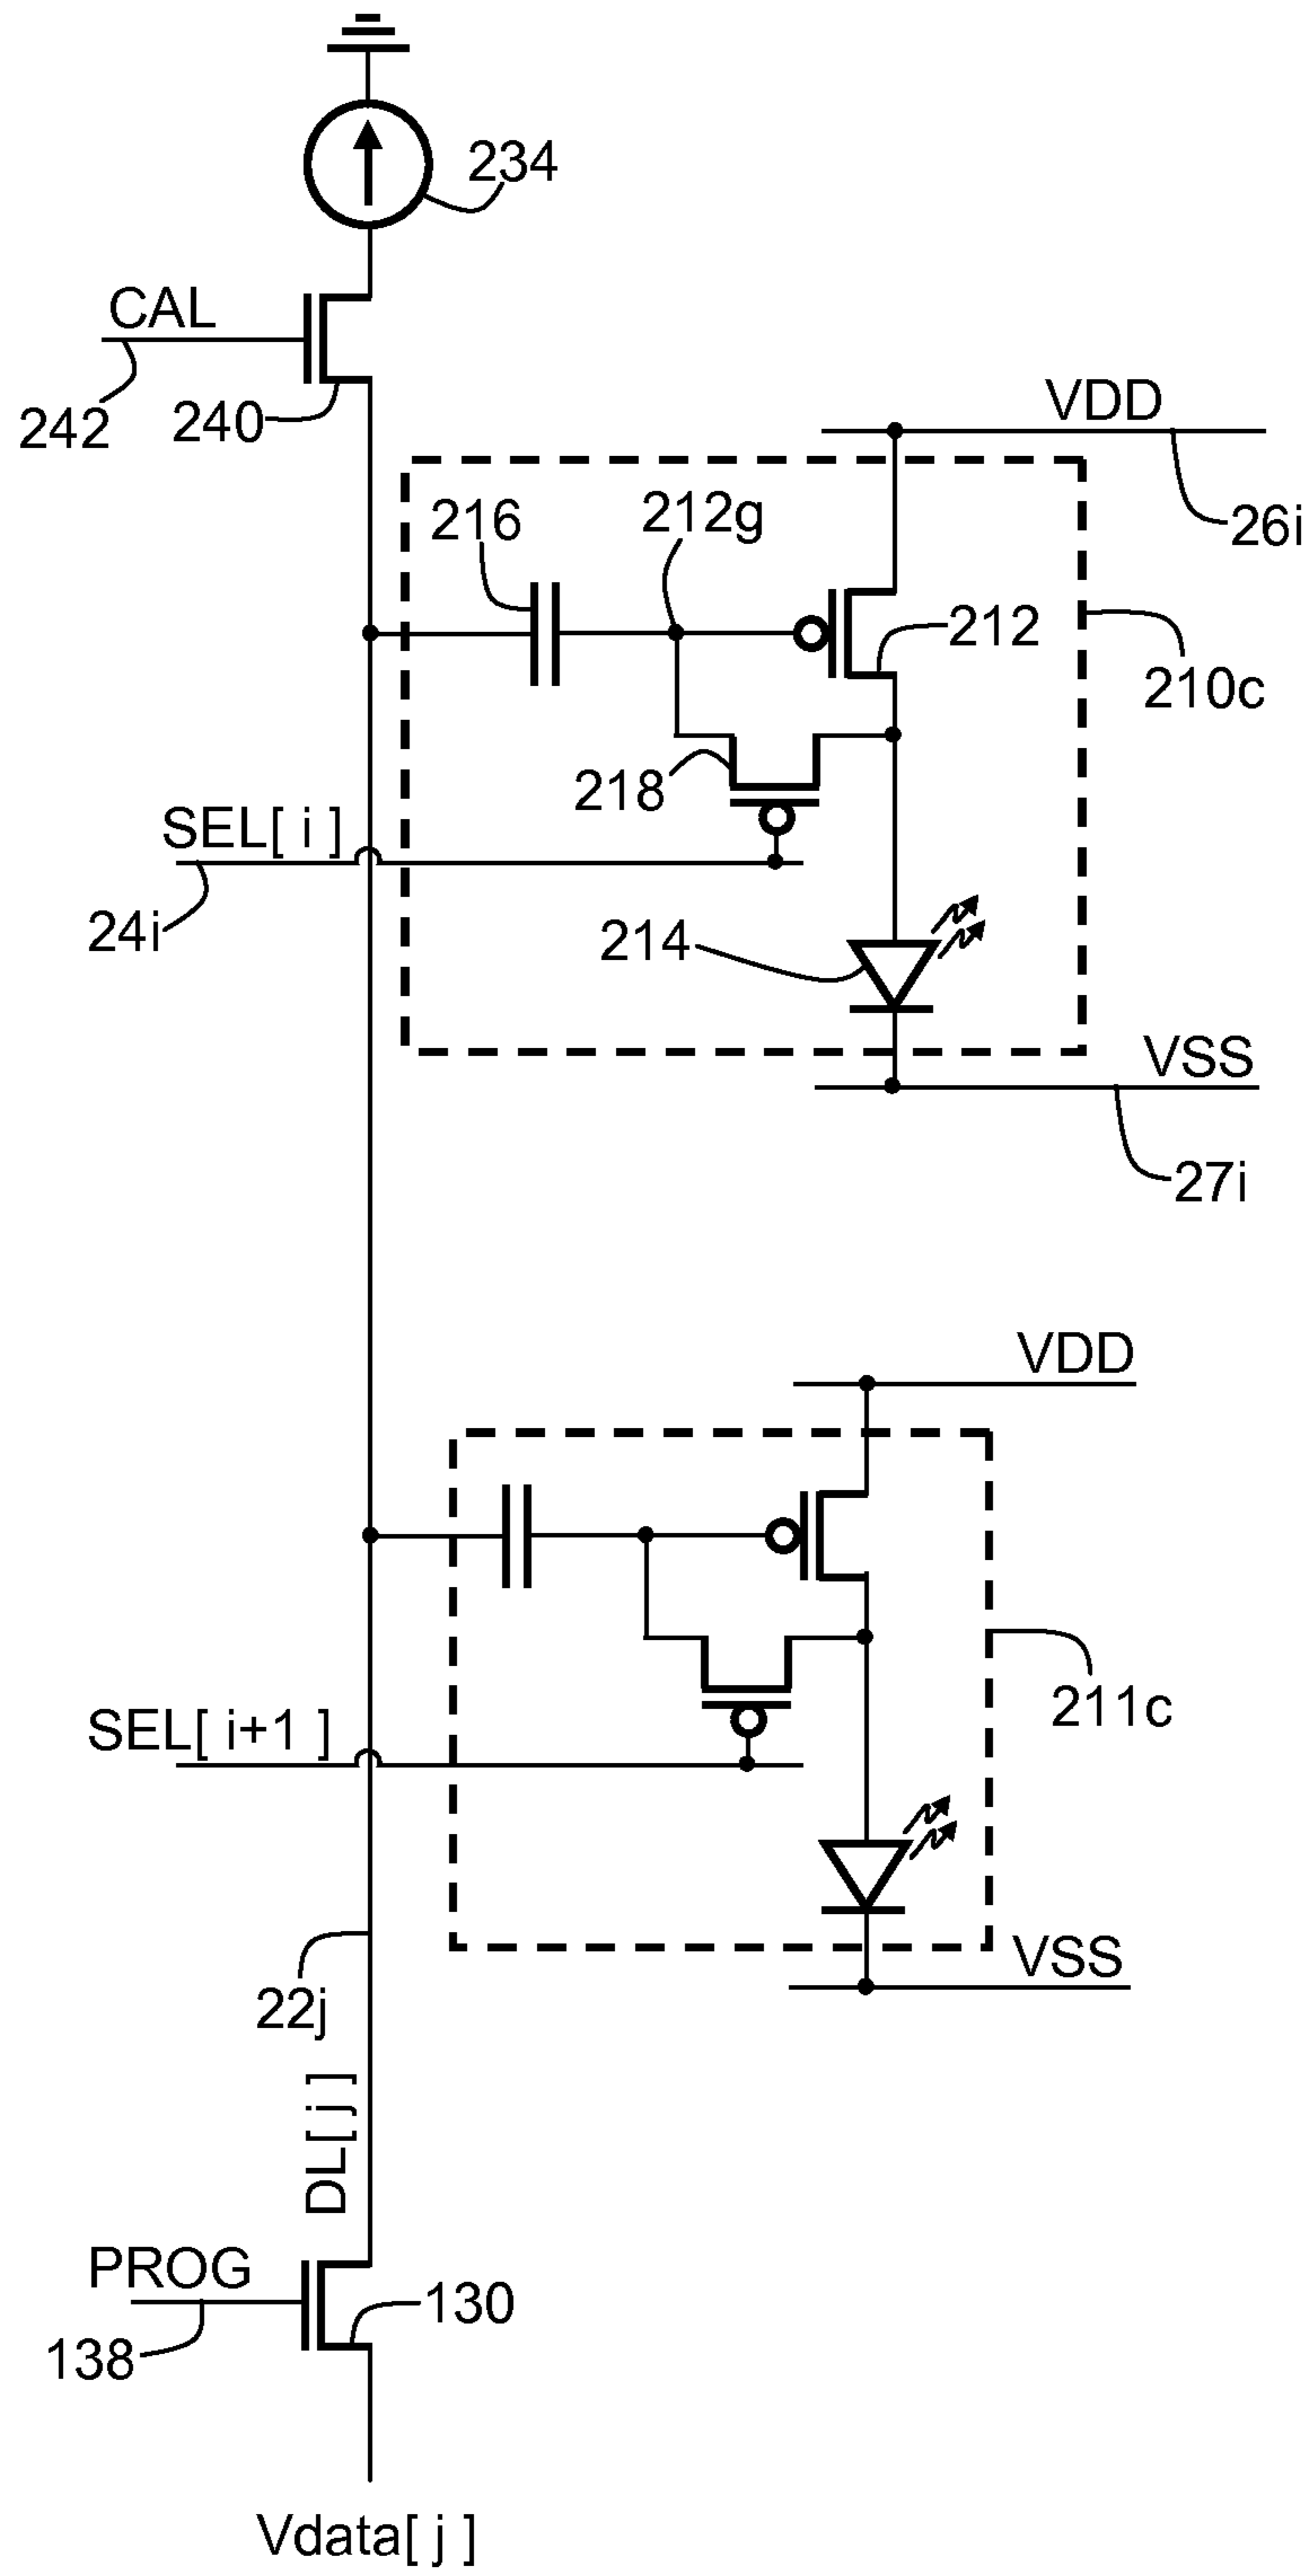 234
CAL
242
240
VDD
26i
216
212g
212
210c
218
SEL[ i ]
24i
214
VSS
27i
VDD
211c
SEL[ i+1 ]
VSS
22j
DL[ j ]
PROG
130
138
Vdata[ j ]